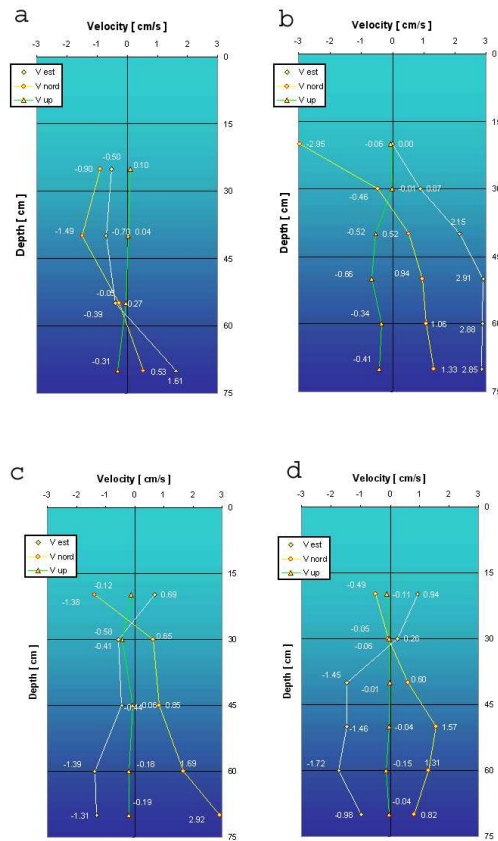 a
Velocity [ cm/s ]
-3 -2 -1 0 1 2 3
0
15
30
45
60
75
Depth [ cm ]
V est
V nord
V up
-0.90 -0.50 0.10
-1.49 -0.70 0.04
-0.05 -0.39 -0.27
-0.31 0.53 1.61
b
Velocity [ cm/s ]
-3 -2 -1 0 1 2 3
0
15
30
45
60
75
Depth [ cm ]
V est
V nord
V up
-2.95 -0.06 0.00
-0.46 -0.01 0.87
-0.52 0.52 2.15
-0.66 0.94 2.91
-0.34 1.06 2.88
-0.41 1.33 2.85
c
Velocity [ cm/s ]
-3 -2 -1 0 1 2 3
0
15
30
45
60
75
Depth [ cm ]
V est
V nord
V up
-1.38 -0.12 0.69
-0.58 -0.41 0.65
-0.44 -0.06 0.85
-1.39 -0.18 1.69
-1.31 -0.19 2.92
d
Velocity [ cm/s ]
-3 -2 -1 0 1 2 3
0
15
30
45
60
75
Depth [ cm ]
V est
V nord
V up
-0.49 -0.11 0.94
-0.05 -0.06 0.26
-1.45 -0.01 0.60
-1.46 -0.04 1.57
-1.72 -0.15 1.31
-0.98 -0.04 0.82